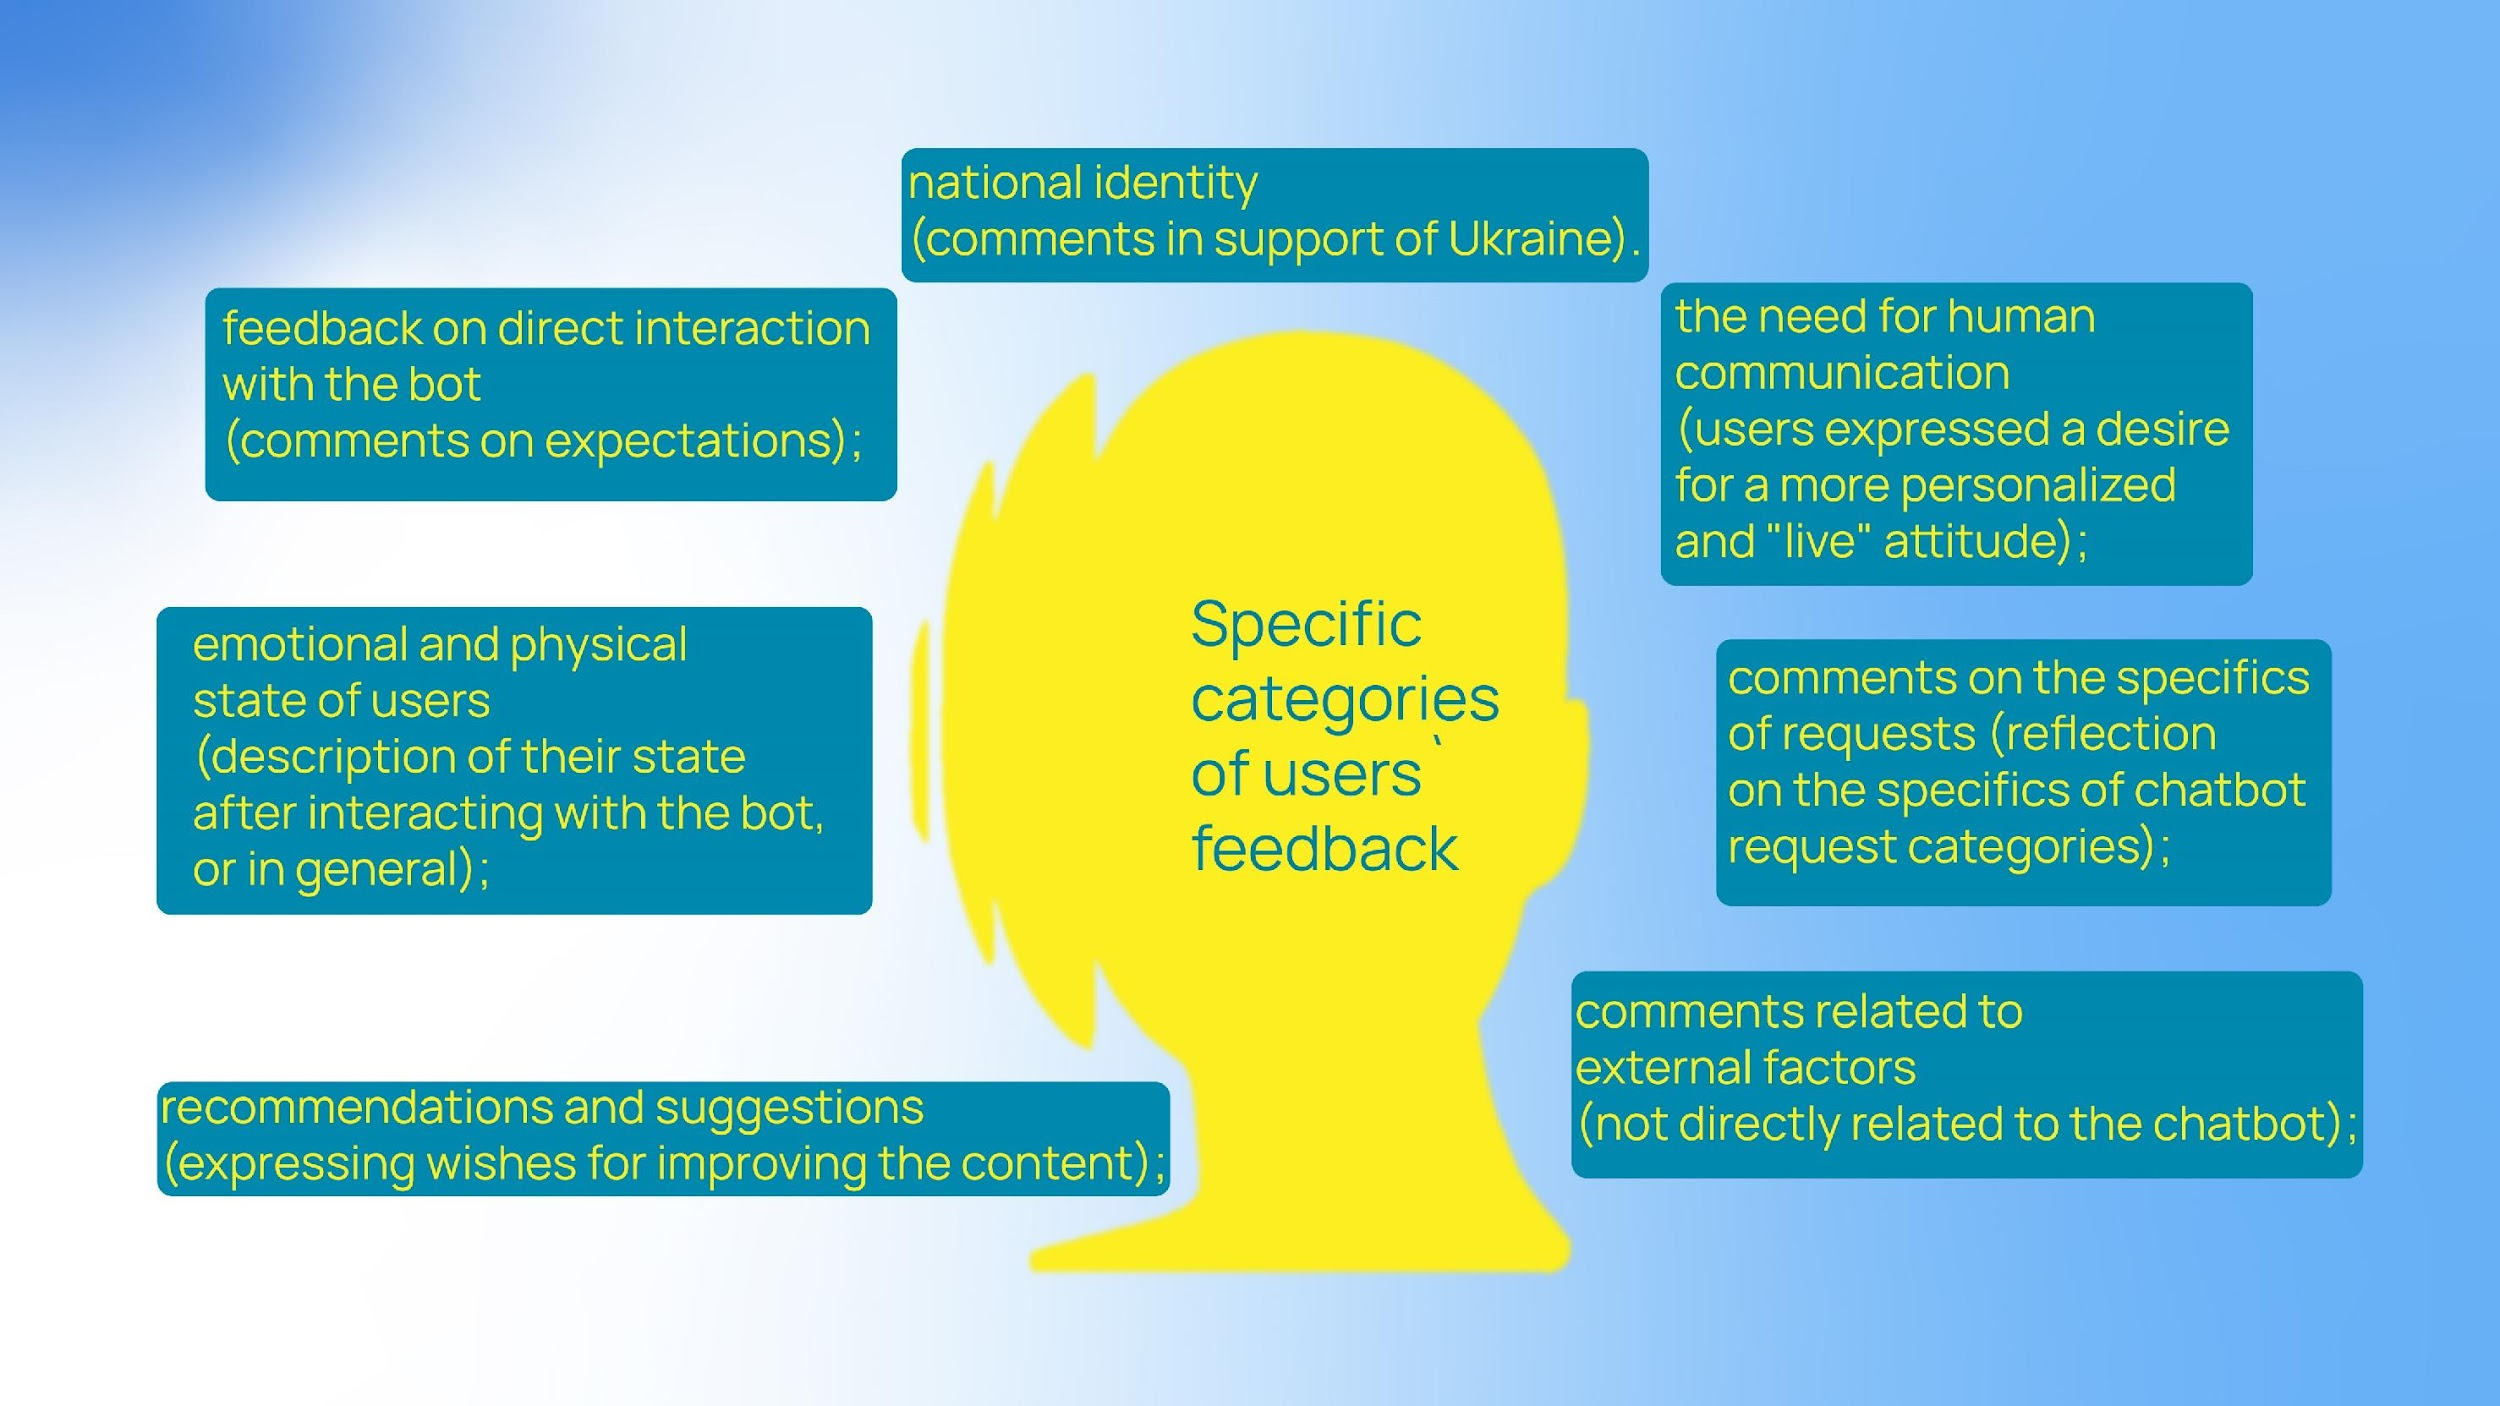 national identity
(comments in support of Ukraine).
feedback on direct interaction
with the bot
(comments on expectations);
the need for human
communication
(users expressed a desire
for a more personalized
and "live" attitude);
emotional and physical
state of users
(description of their state
after interacting with the bot,
or in general);
Specific
categories
of users`
feedback
comments on the specifics
of requests (reflection
on the specifics of chatbot
request categories);
recommendations and suggestions
(expressing wishes for improving the content);
comments related to
external factors
(not directly related to the chatbot);